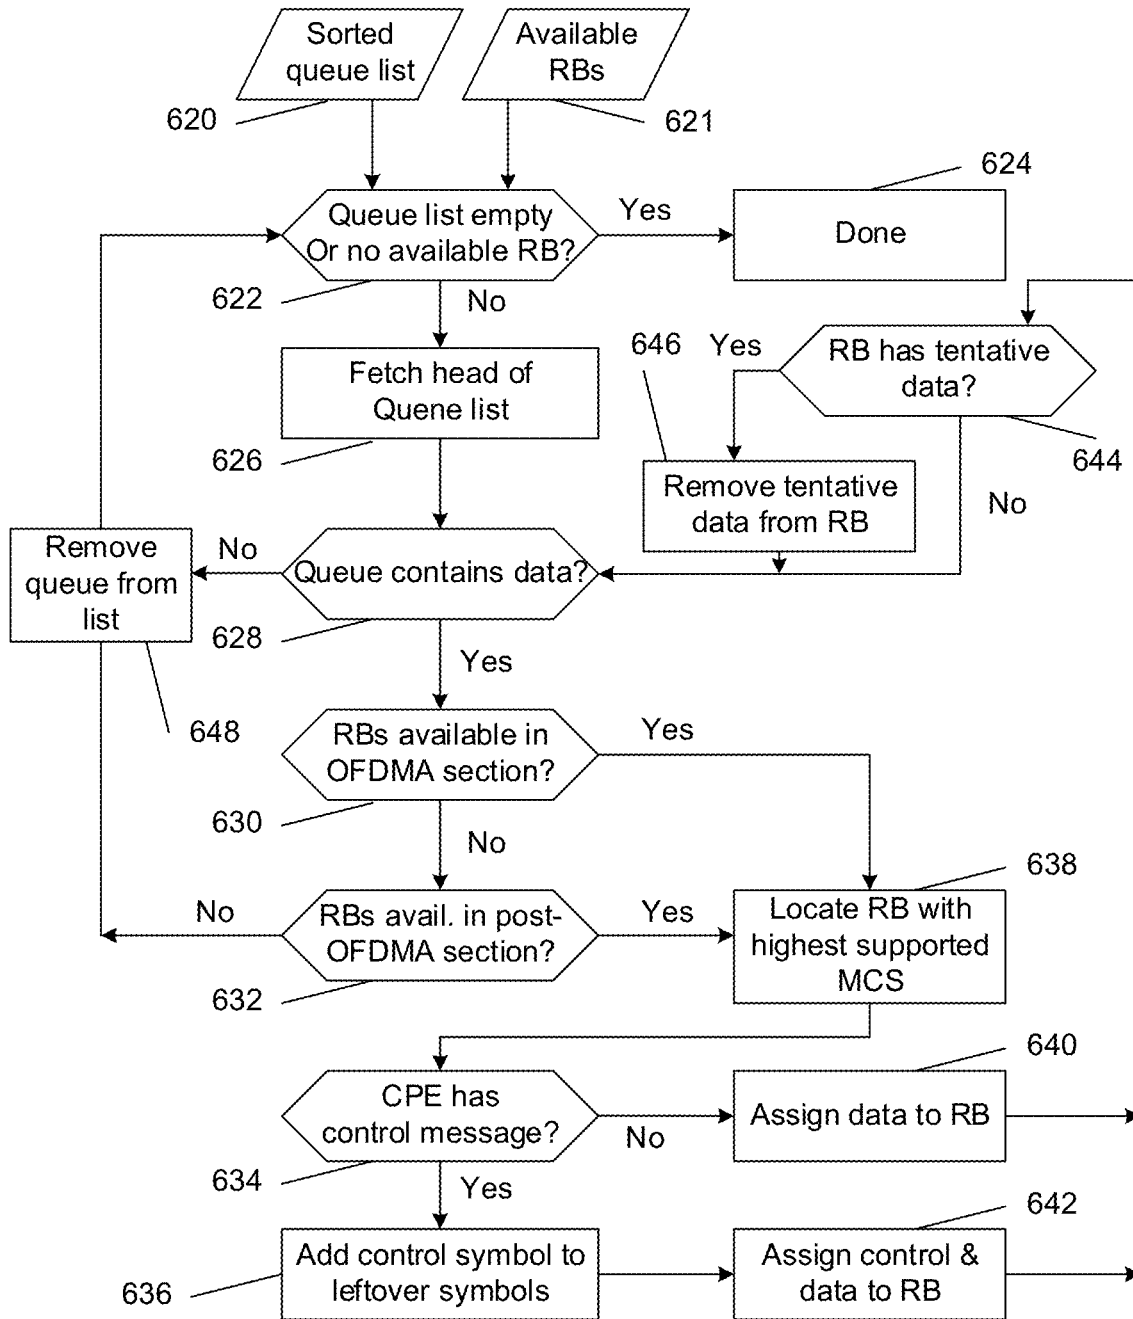 Sorted
queue list
Available
RBs
620
621
624
Queue list empty
Or no available RB?
Yes
Done
622
No
646
Yes
RB has tentative
data?
Fetch head of
Quene list
626
644
Remove tentative
data from RB
No
Remove
queue from
list
No
Queue contains data?
628
Yes
648
RBs available in
OFDMA section?
Yes
630
No
638
No
RBs avail. in post-
OFDMA section?
Yes
Locate RB with
highest supported
MCS
632
640
CPE has
control message?
No
Assign data to RB
634
Yes
642
Add control symbol to
leftover symbols
Assign control &
data to RB
636